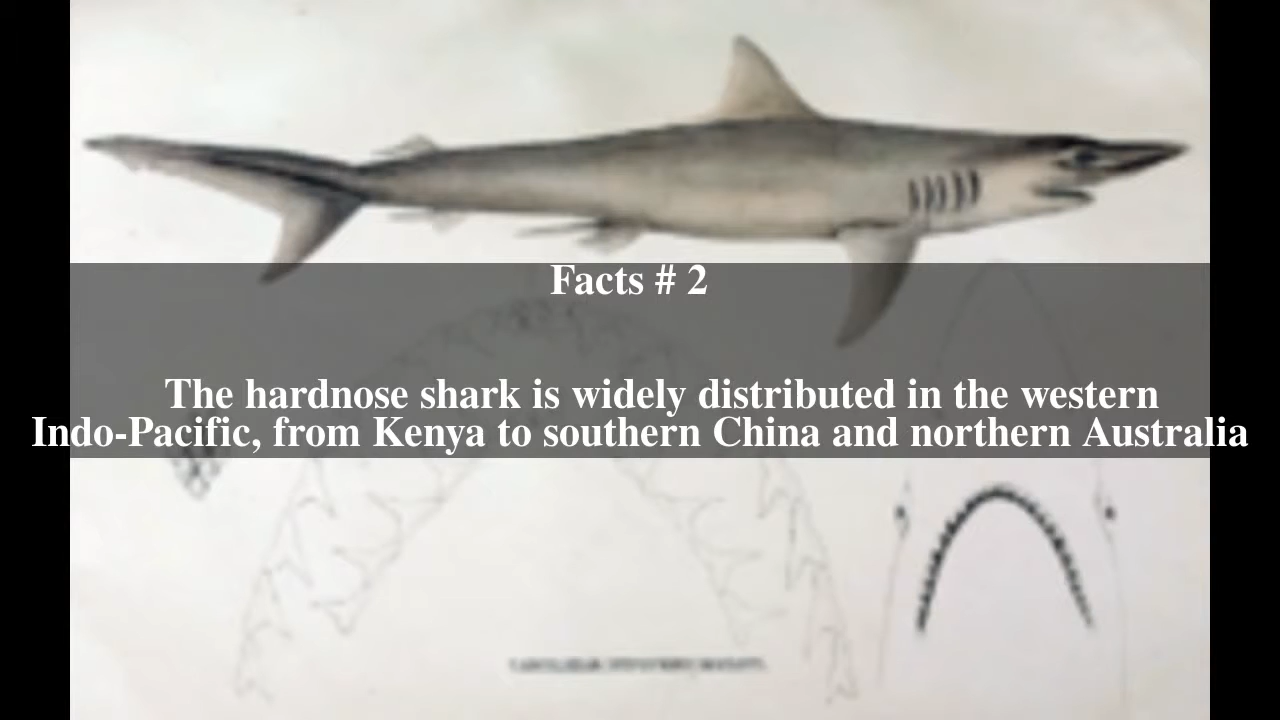 Facts # 2
The hardnose shark is widely distributed in the western
Indo-Pacific, from Kenya to southern China and northern Australia